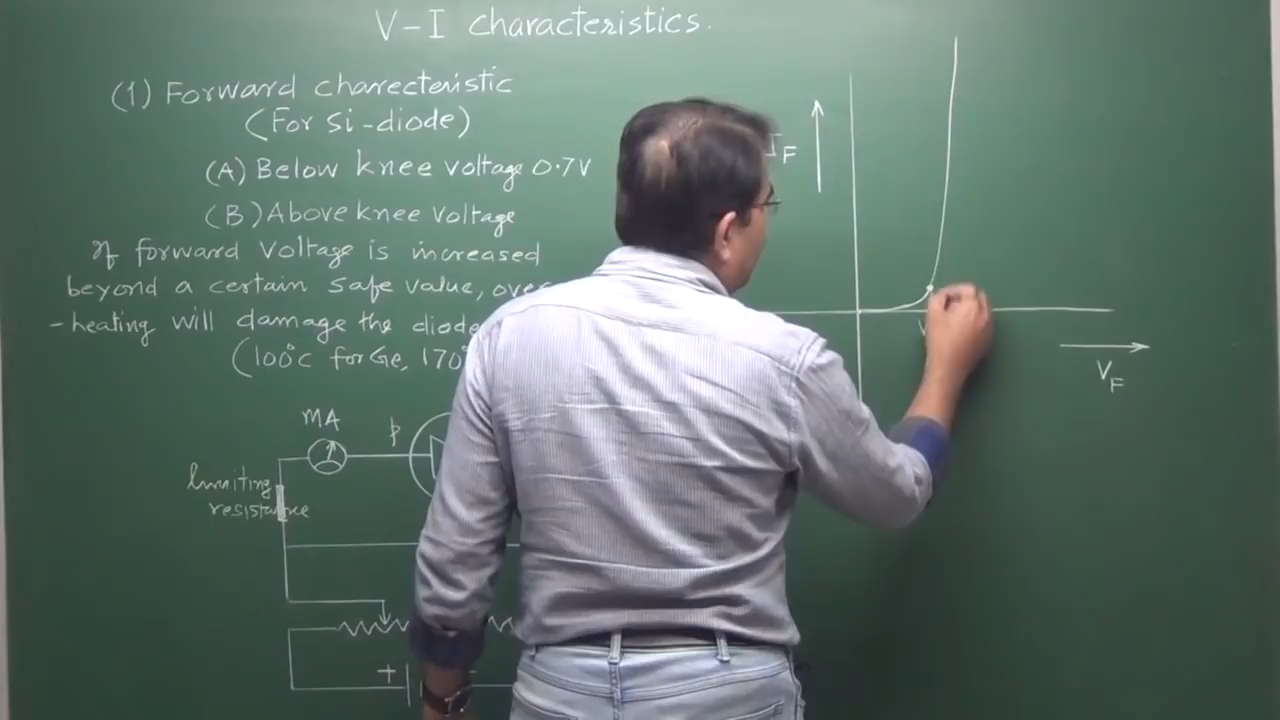 V-I characteristics.
(1) Forward charecteristic
(For Si-diode)
(A) Below knee voltage 0.7V
(B) Above knee voltage
If forward voltage is increased
beyond a certain safe value, over
-heating will damage the diode
(100°c for Ge, 170°
MA
p
limiting
resistance
+
-
IF
V
VF